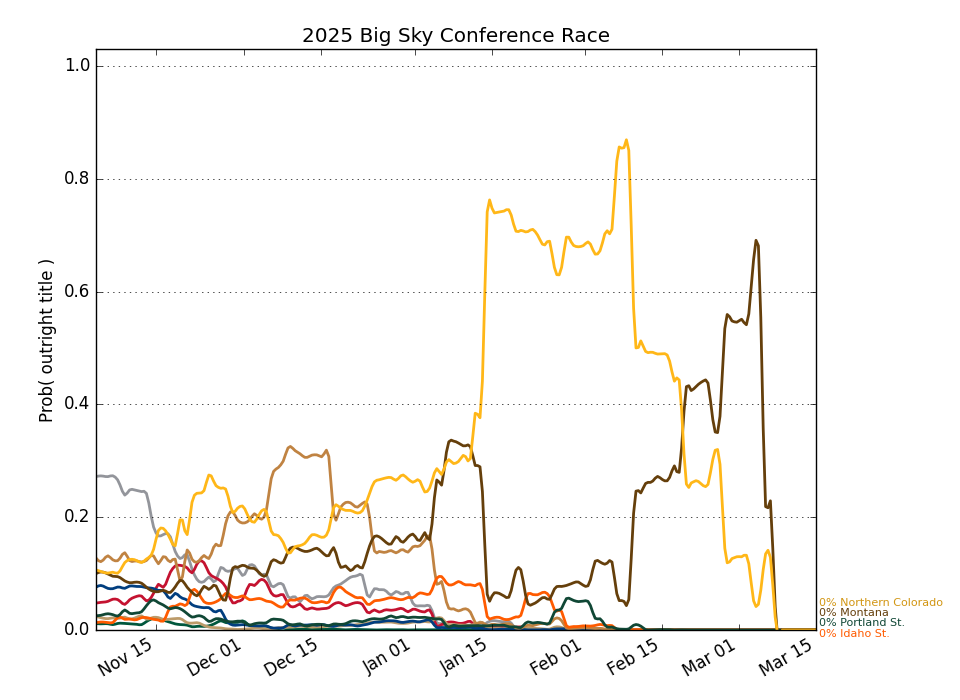 2025 Big Sky Conference Race
Prob( outright title )
1.0
0.8
0.6
0.4
0.2
0.0
Nov 15
Dec 01
Dec 15
Jan 01
Jan 15
Feb 01
Feb 15
Mar 01
Mar 15
0% Northern Colorado
0% Montana
0% Portland St.
0% Idaho St.